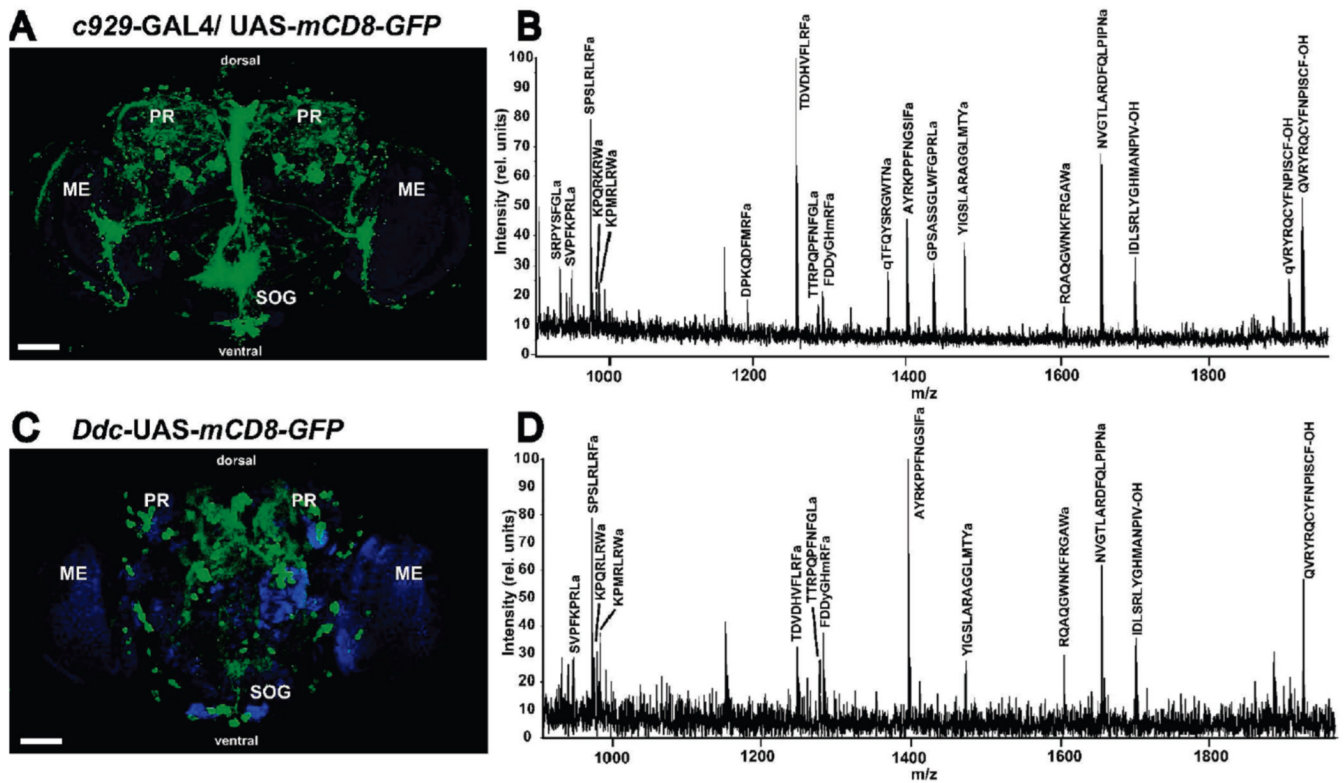 A c929-GAL4/ UAS-mCD8-GFP
dorsal
PR PR
ME ME
SOG
ventral
B
Intensity (rel. units)
100
90
80
70
60
50
40
30
20
10
0
SRPYSFGLa
SVPFKPRLa
SPSLRLRFa
KPQRKRWa
KPMRLRWa
DPKQDFMRFa
TDVDHVFLRFa
TTRPQPFNFGLa
FDDyGHmRFa
qTFQYSRGWTNa
AYRKPPFNGSIFa
GPSASSGLWFGPRLa
YIGSLARAGGLMTYa
RQAQGWNKFRGAWa
NVGTLARDFQLPIPNa
IDLSRLYGHMANPIV-OH
qVRYRQCYFNPISCF-OH
QVRYRQCYFNPISCF-OH
1000 1200 1400 1600 1800
m/z
C Ddc-UAS-mCD8-GFP
dorsal
PR PR
ME ME
SOG
ventral
D
Intensity (rel. units)
100
90
80
70
60
50
40
30
20
10
0
SVPFKPRLa
SPSLRLRFa
KPQRLRWa
KPMRLRWa
TDVDHVFLRFa
TTRPQPFNFGLa
FDDyGHmRFa
AYRKPPFNGSIFa
YIGSLARAGGLMTYa
RQAQGWNKFRGAWa
NVGTLARDFQLPIPNa
IDLSRLYGHMANPIV-OH
QVRYRQCYFNPISCF-OH
1000 1200 1400 1600 1800
m/z